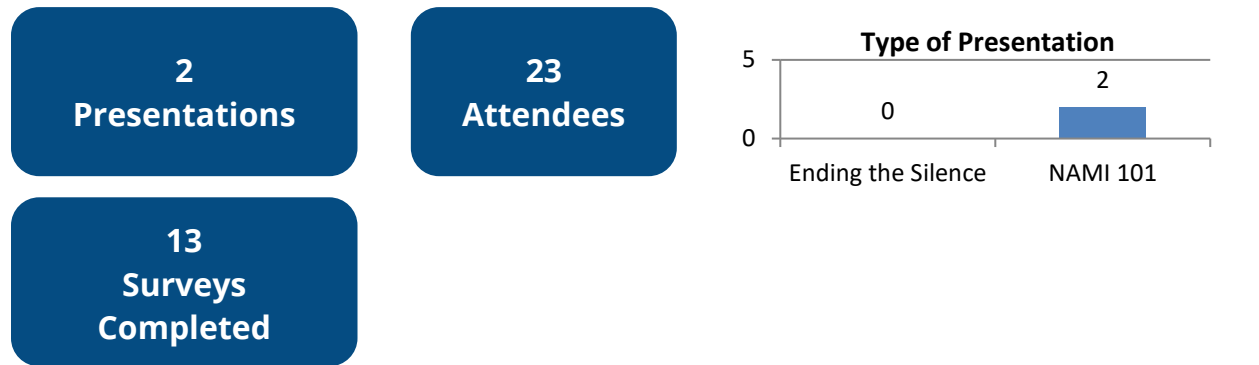 2
Presentations
23
Attendees
Type of Presentation
5
2
0
0
Ending the Silence
NAMI 101
13
Surveys
Completed